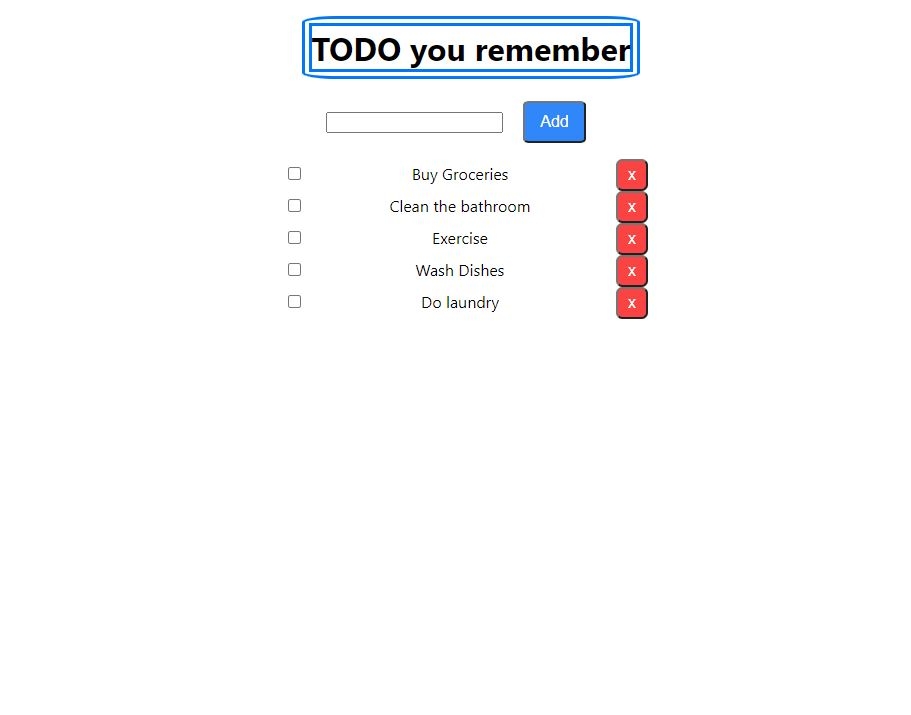 TODO you remember
Add
Buy Groceries x
Clean the bathroom x
Exercise x
Wash Dishes x
Do laundry x